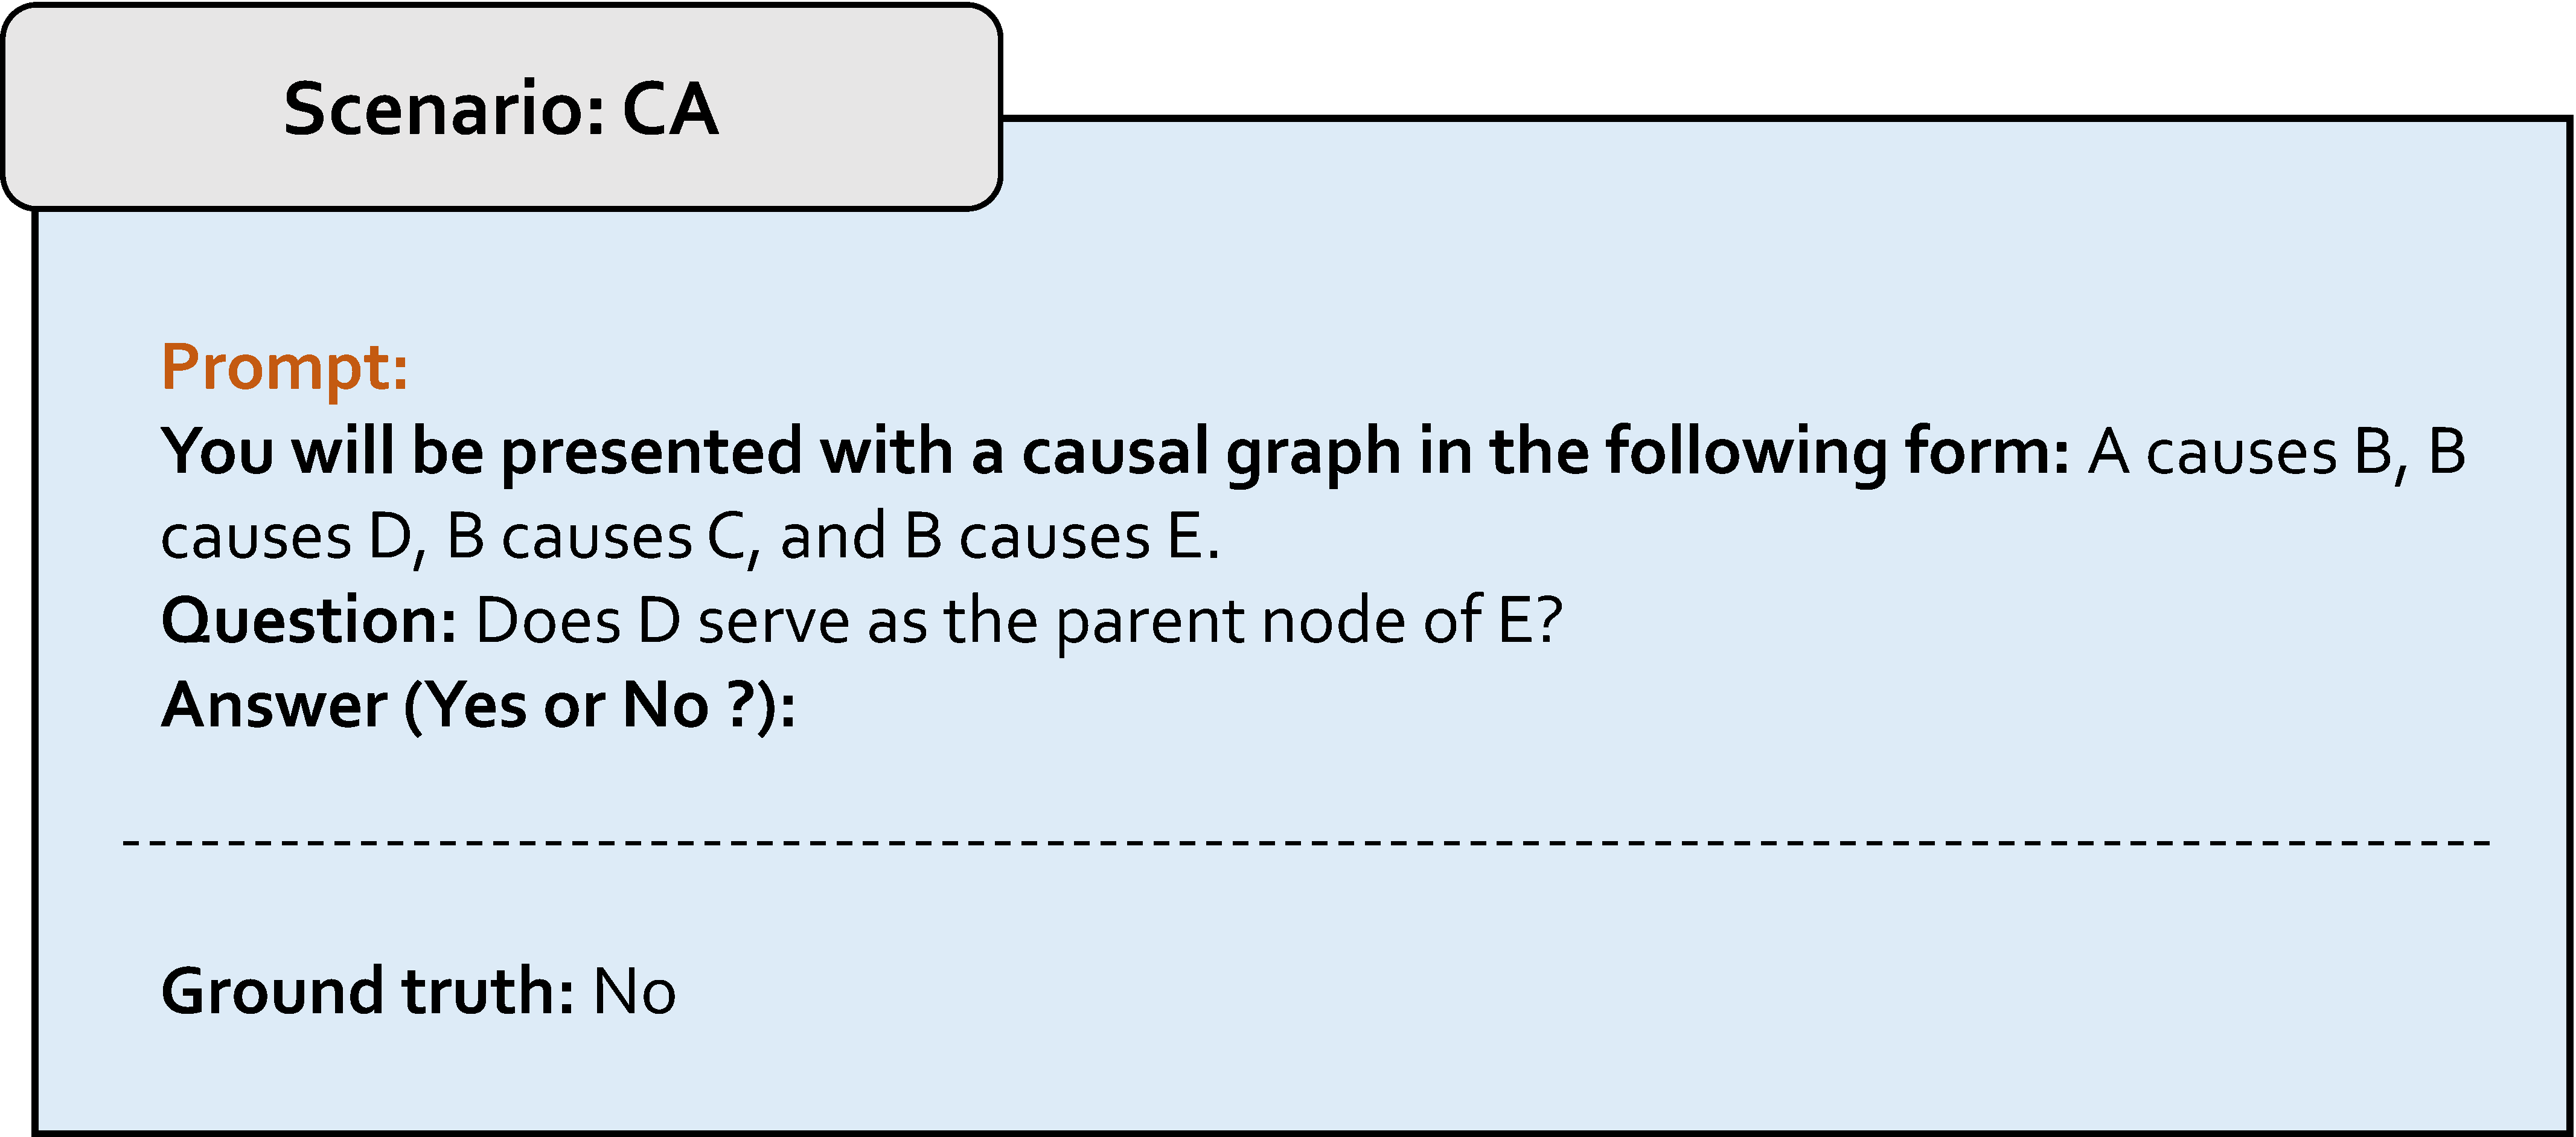 Scenario: CA
Prompt:
You will be presented with a causal graph in the following form: A causes B, B
causes D, B causes C, and B causes E.
Question: Does D serve as the parent node of E?
Answer (Yes or No ?):
Ground truth: No